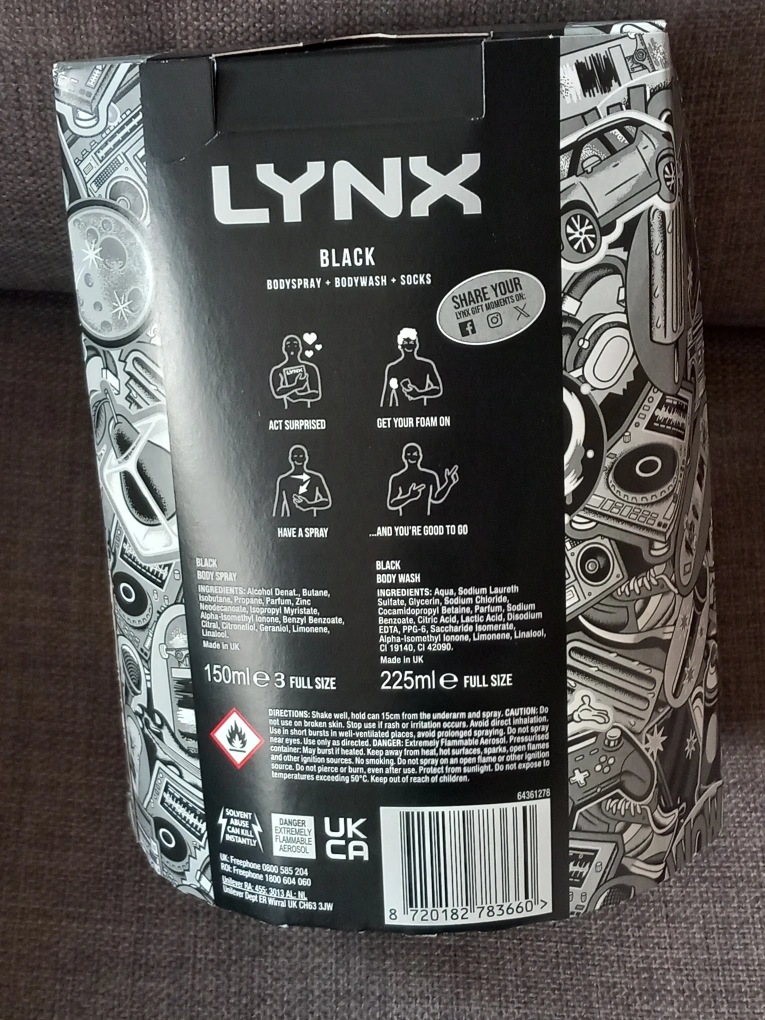 LYNX
BLACK
BODYSPRAY + BODYWASH + SOCKS
SHARE YOUR
LYNX GIFT MOMENTS ON:
LYNX
ACT SURPRISED
GET YOUR FOAM ON
HAVE A SPRAY
...AND YOU'RE GOOD TO GO
BLACK
BODY SPRAY
INGREDIENTS: Alcohol Denat., Butane,
Isobutane, Propane, Parfum, Zinc
Neodecanoate, Isopropyl Myristate,
Alpha-Isomethyl Ionone, Benzyl Benzoate,
Citral, Citronellol, Geraniol, Limonene,
Linalool.
Made in UK
150ml e 3 FULL SIZE
BLACK
BODY WASH
INGREDIENTS: Aqua, Sodium Laureth
Sulfate, Glycerin, Sodium Chloride,
Cocamidopropyl Betaine, Parfum, Sodium
Benzoate, Citric Acid, Lactic Acid, Disodium
EDTA, PPG-6, Saccharide Isomerate,
Alpha-Isomethyl Ionone, Limonene, Linalool,
CI 19140, CI 42090.
Made in UK
225ml e FULL SIZE
DIRECTIONS: Shake well, hold can 15cm from the underarm and spray. CAUTION: Do
not use on broken skin. Stop use if rash or irritation occurs. Avoid direct inhalation.
Use in short bursts in well-ventilated places, avoid prolonged spraying. Do not spray
near eyes. Use only as directed. DANGER: Extremely Flammable Aerosol. Pressurised
container: May burst if heated. Keep away from heat, hot surfaces, sparks, open flames
and other ignition sources. No smoking. Do not spray on an open flame or other ignition
source. Do not pierce or burn, even after use. Protect from sunlight. Do not expose to
temperatures exceeding 50°C. Keep out of reach of children.
64361278
SOLVENT
ABUSE
CAN KILL
INSTANTLY
DANGER
EXTREMELY
FLAMMABLE
AEROSOL
UK
CA
UK: Freephone 0800 585 204
ROI: Freephone 1800 604 060
Unilever RA: 455; 3013 AL; NL
Unilever Dept ER Wirral UK CH63 3JW
8 720182 783660 >